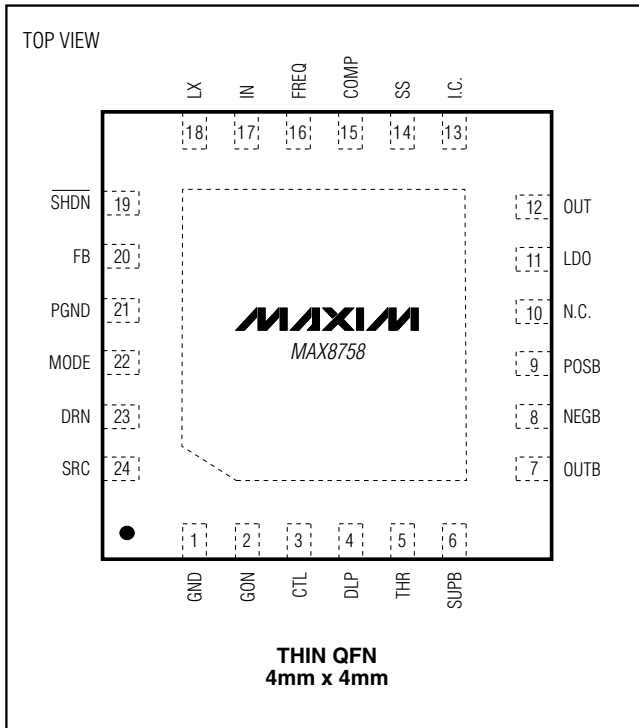 TOP VIEW
LX IN FREQ COMP SS I.C.
18 17 16 15 14 13
SHDN 19
FB 20
PGND 21
MODE 22
DRN 23
SRC 24
12 OUT
11 LDO
10 N.C.
9 POSB
8 NEGB
7 OUTB
MAXIM
MAX8758
1 2 3 4 5 6
GND GON CTL DLP THR SUPB
THIN QFN
4mm x 4mm